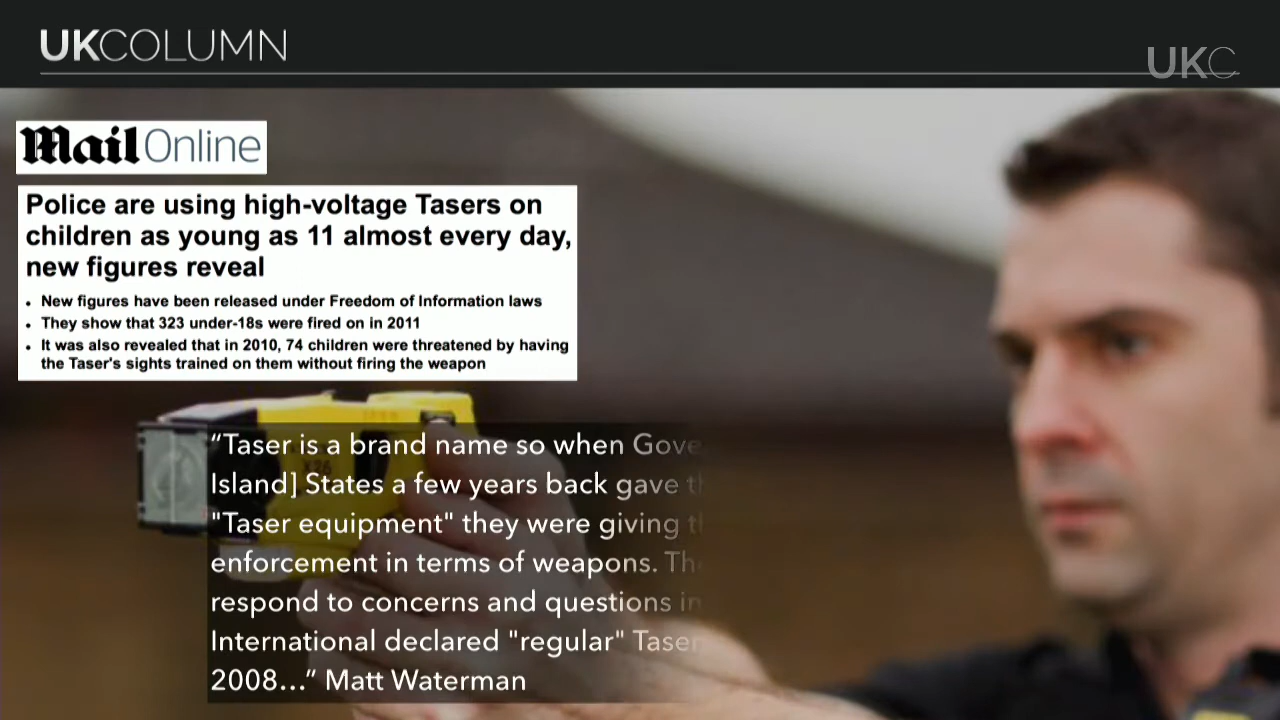 UKCOLUMN
UKC
Mail Online
Police are using high-voltage Tasers on
children as young as 11 almost every day,
new figures reveal
• New figures have been released under Freedom of Information laws
• They show that 323 under-18s were fired on in 2011
• It was also revealed that in 2010, 74 children were threatened by having
the Taser's sights trained on them without firing the weapon
X26
“Taser is a brand name so when
Island] States a few years back gave
"Taser equipment" they were giving
enforcement in terms of weapons.
respond to concerns and questions
International declared "regular" Taser
2008...” Matt Waterman